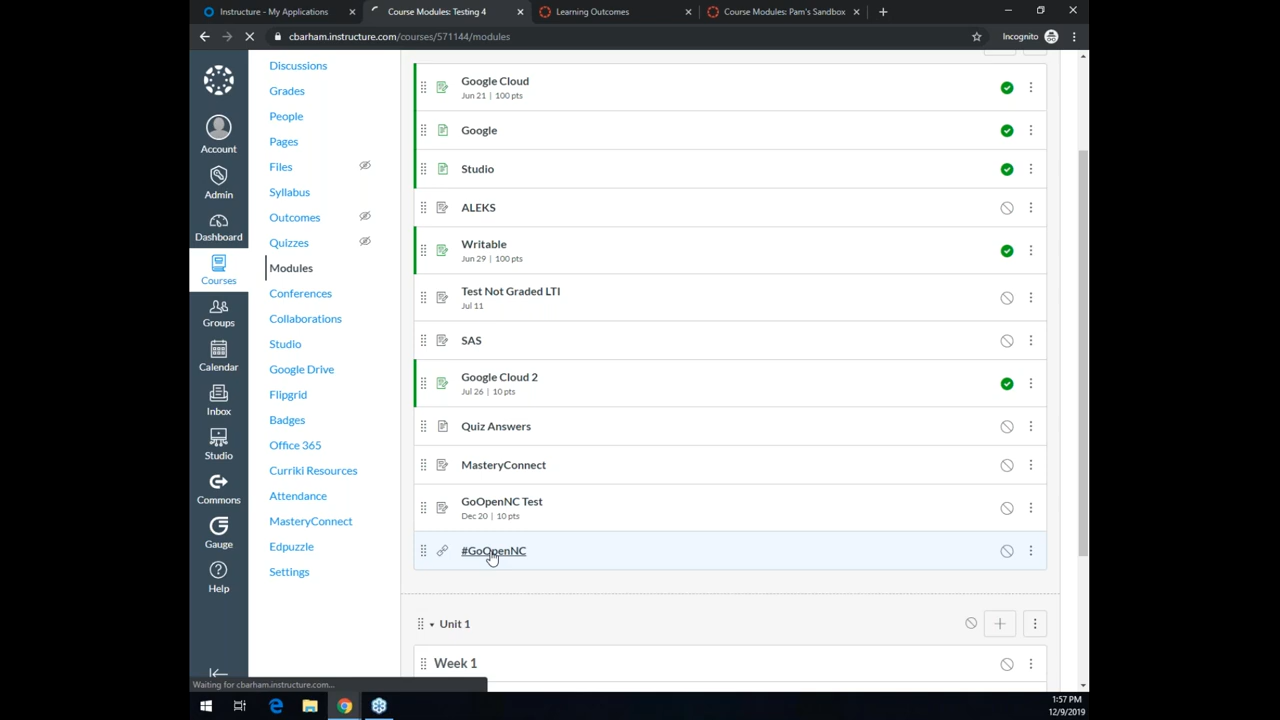 Instructure - My Applications
Course Modules: Testing 4
Learning Outcomes
Course Modules: Pam's Sandbox
cbarham.instructure.com/courses/571144/modules
Incognito
Account
Admin
Dashboard
Courses
Groups
Calendar
Inbox
Studio
Commons
Gauge
Help
Discussions
Grades
People
Pages
Files
Syllabus
Outcomes
Quizzes
Modules
Conferences
Collaborations
Studio
Google Drive
Flipgrid
Badges
Office 365
Curriki Resources
Attendance
MasteryConnect
Edpuzzle
Settings
Google Cloud
Jun 21 | 100 pts
Google
Studio
ALEKS
Writable
Jun 29 | 100 pts
Test Not Graded LTI
Jul 11
SAS
Google Cloud 2
Jul 26 | 10 pts
Quiz Answers
MasteryConnect
GoOpenNC Test
Dec 20 | 10 pts
#GoOpenNC
Unit 1
Week 1
Waiting for cbarham.instructure.com...
1:57 PM
12/9/2019